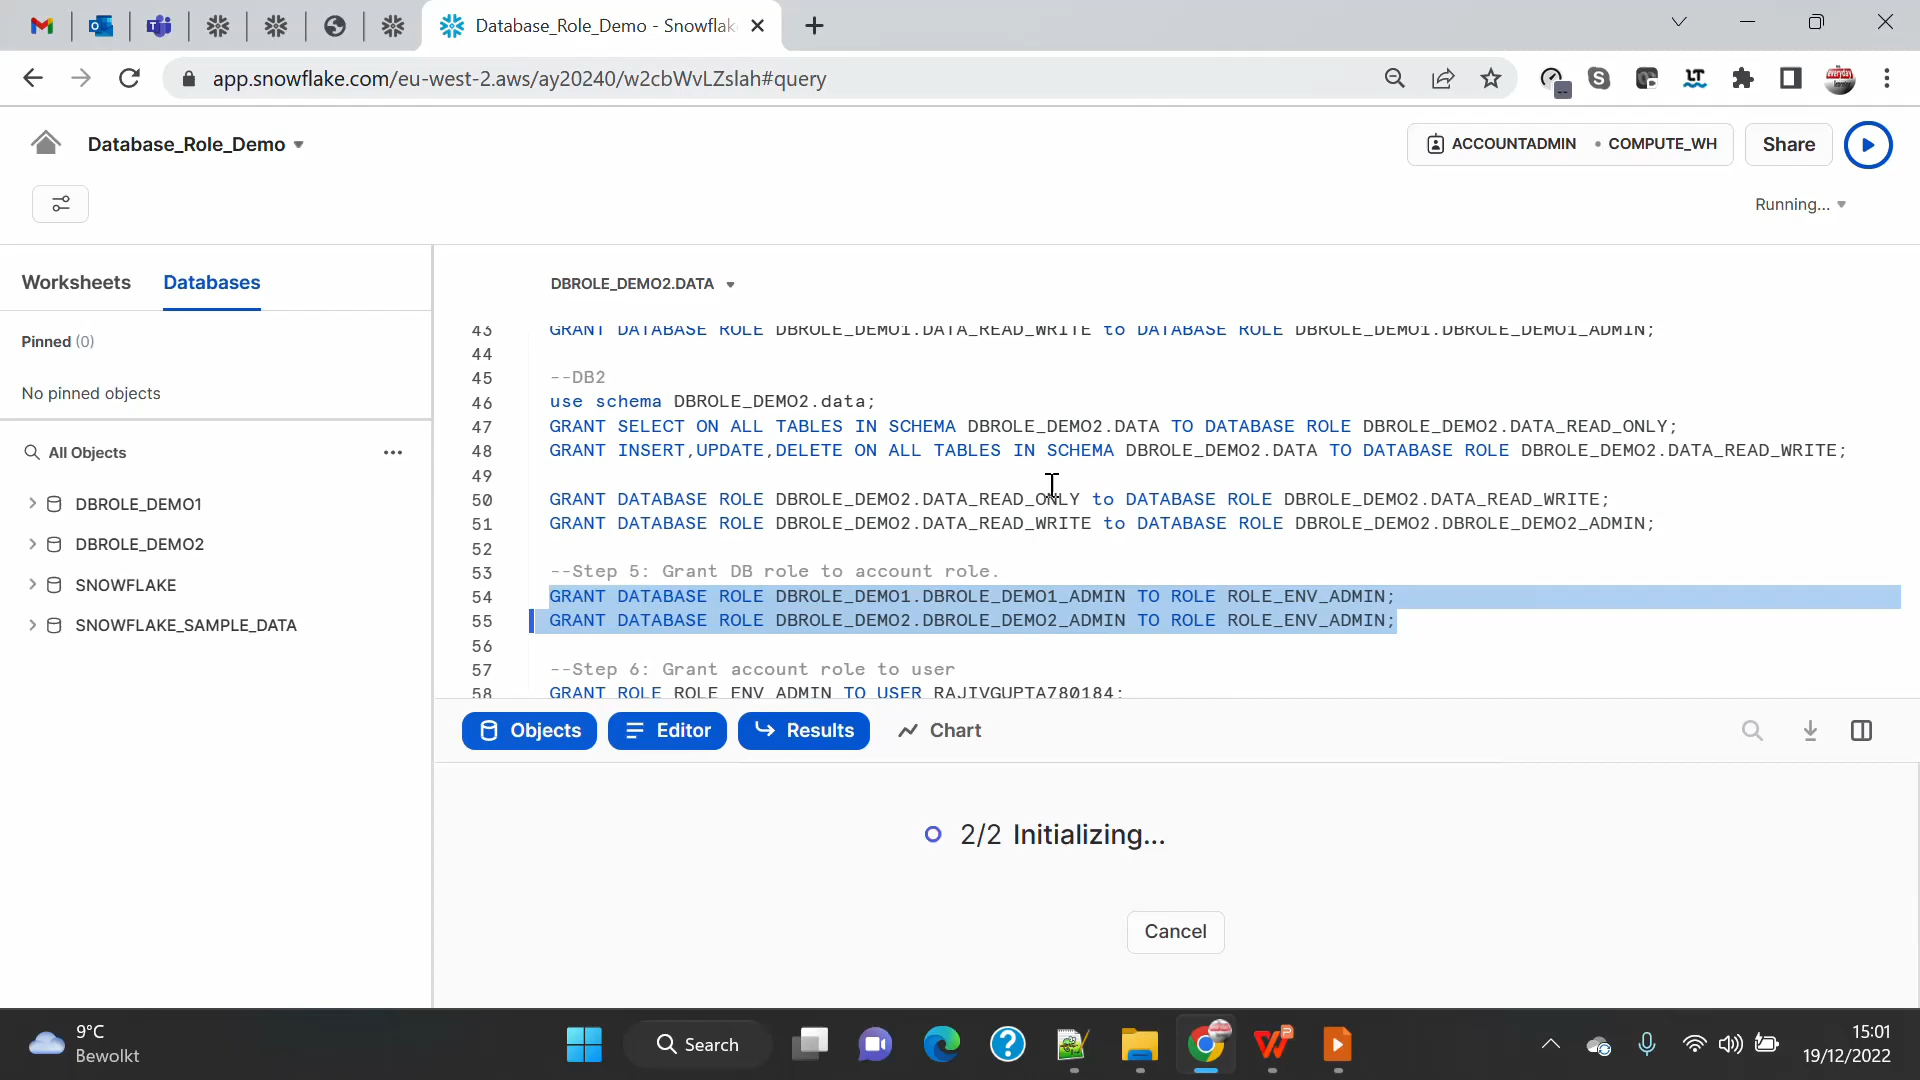 Database_Role_Demo - Snowflak
app.snowflake.com/eu-west-2.aws/ay20240/w2cbWvLZslah#query
Database_Role_Demo
ACCOUNTADMIN
COMPUTE_WH
Share
Running...
Worksheets
Databases
Pinned (0)
No pinned objects
All Objects
DBROLE_DEMO1
DBROLE_DEMO2
SNOWFLAKE
SNOWFLAKE_SAMPLE_DATA
DBROLE_DEMO2.DATA
43 GRANT DATABASE ROLE DBROLE_DEMO1.DATA_READ_WRITE to DATABASE ROLE DBROLE_DEMO1.DBROLE_DEMO1_ADMIN;
44
45 --DB2
46 use schema DBROLE_DEMO2.data;
47 GRANT SELECT ON ALL TABLES IN SCHEMA DBROLE_DEMO2.DATA TO DATABASE ROLE DBROLE_DEMO2.DATA_READ_ONLY;
48 GRANT INSERT,UPDATE,DELETE ON ALL TABLES IN SCHEMA DBROLE_DEMO2.DATA TO DATABASE ROLE DBROLE_DEMO2.DATA_READ_WRITE;
49
50 GRANT DATABASE ROLE DBROLE_DEMO2.DATA_READ_ONLY to DATABASE ROLE DBROLE_DEMO2.DATA_READ_WRITE;
51 GRANT DATABASE ROLE DBROLE_DEMO2.DATA_READ_WRITE to DATABASE ROLE DBROLE_DEMO2.DBROLE_DEMO2_ADMIN;
52
53 --Step 5: Grant DB role to account role.
54 GRANT DATABASE ROLE DBROLE_DEMO1.DBROLE_DEMO1_ADMIN TO ROLE ROLE_ENV_ADMIN;
55 GRANT DATABASE ROLE DBROLE_DEMO2.DBROLE_DEMO2_ADMIN TO ROLE ROLE_ENV_ADMIN;
56
57 --Step 6: Grant account role to user
58 GRANT ROLE ROLE_ENV_ADMIN TO USER RAJIVGUPTA780184;
Objects
Editor
Results
Chart
2/2 Initializing...
Cancel
9°C
Bewolkt
Search
15:01
19/12/2022